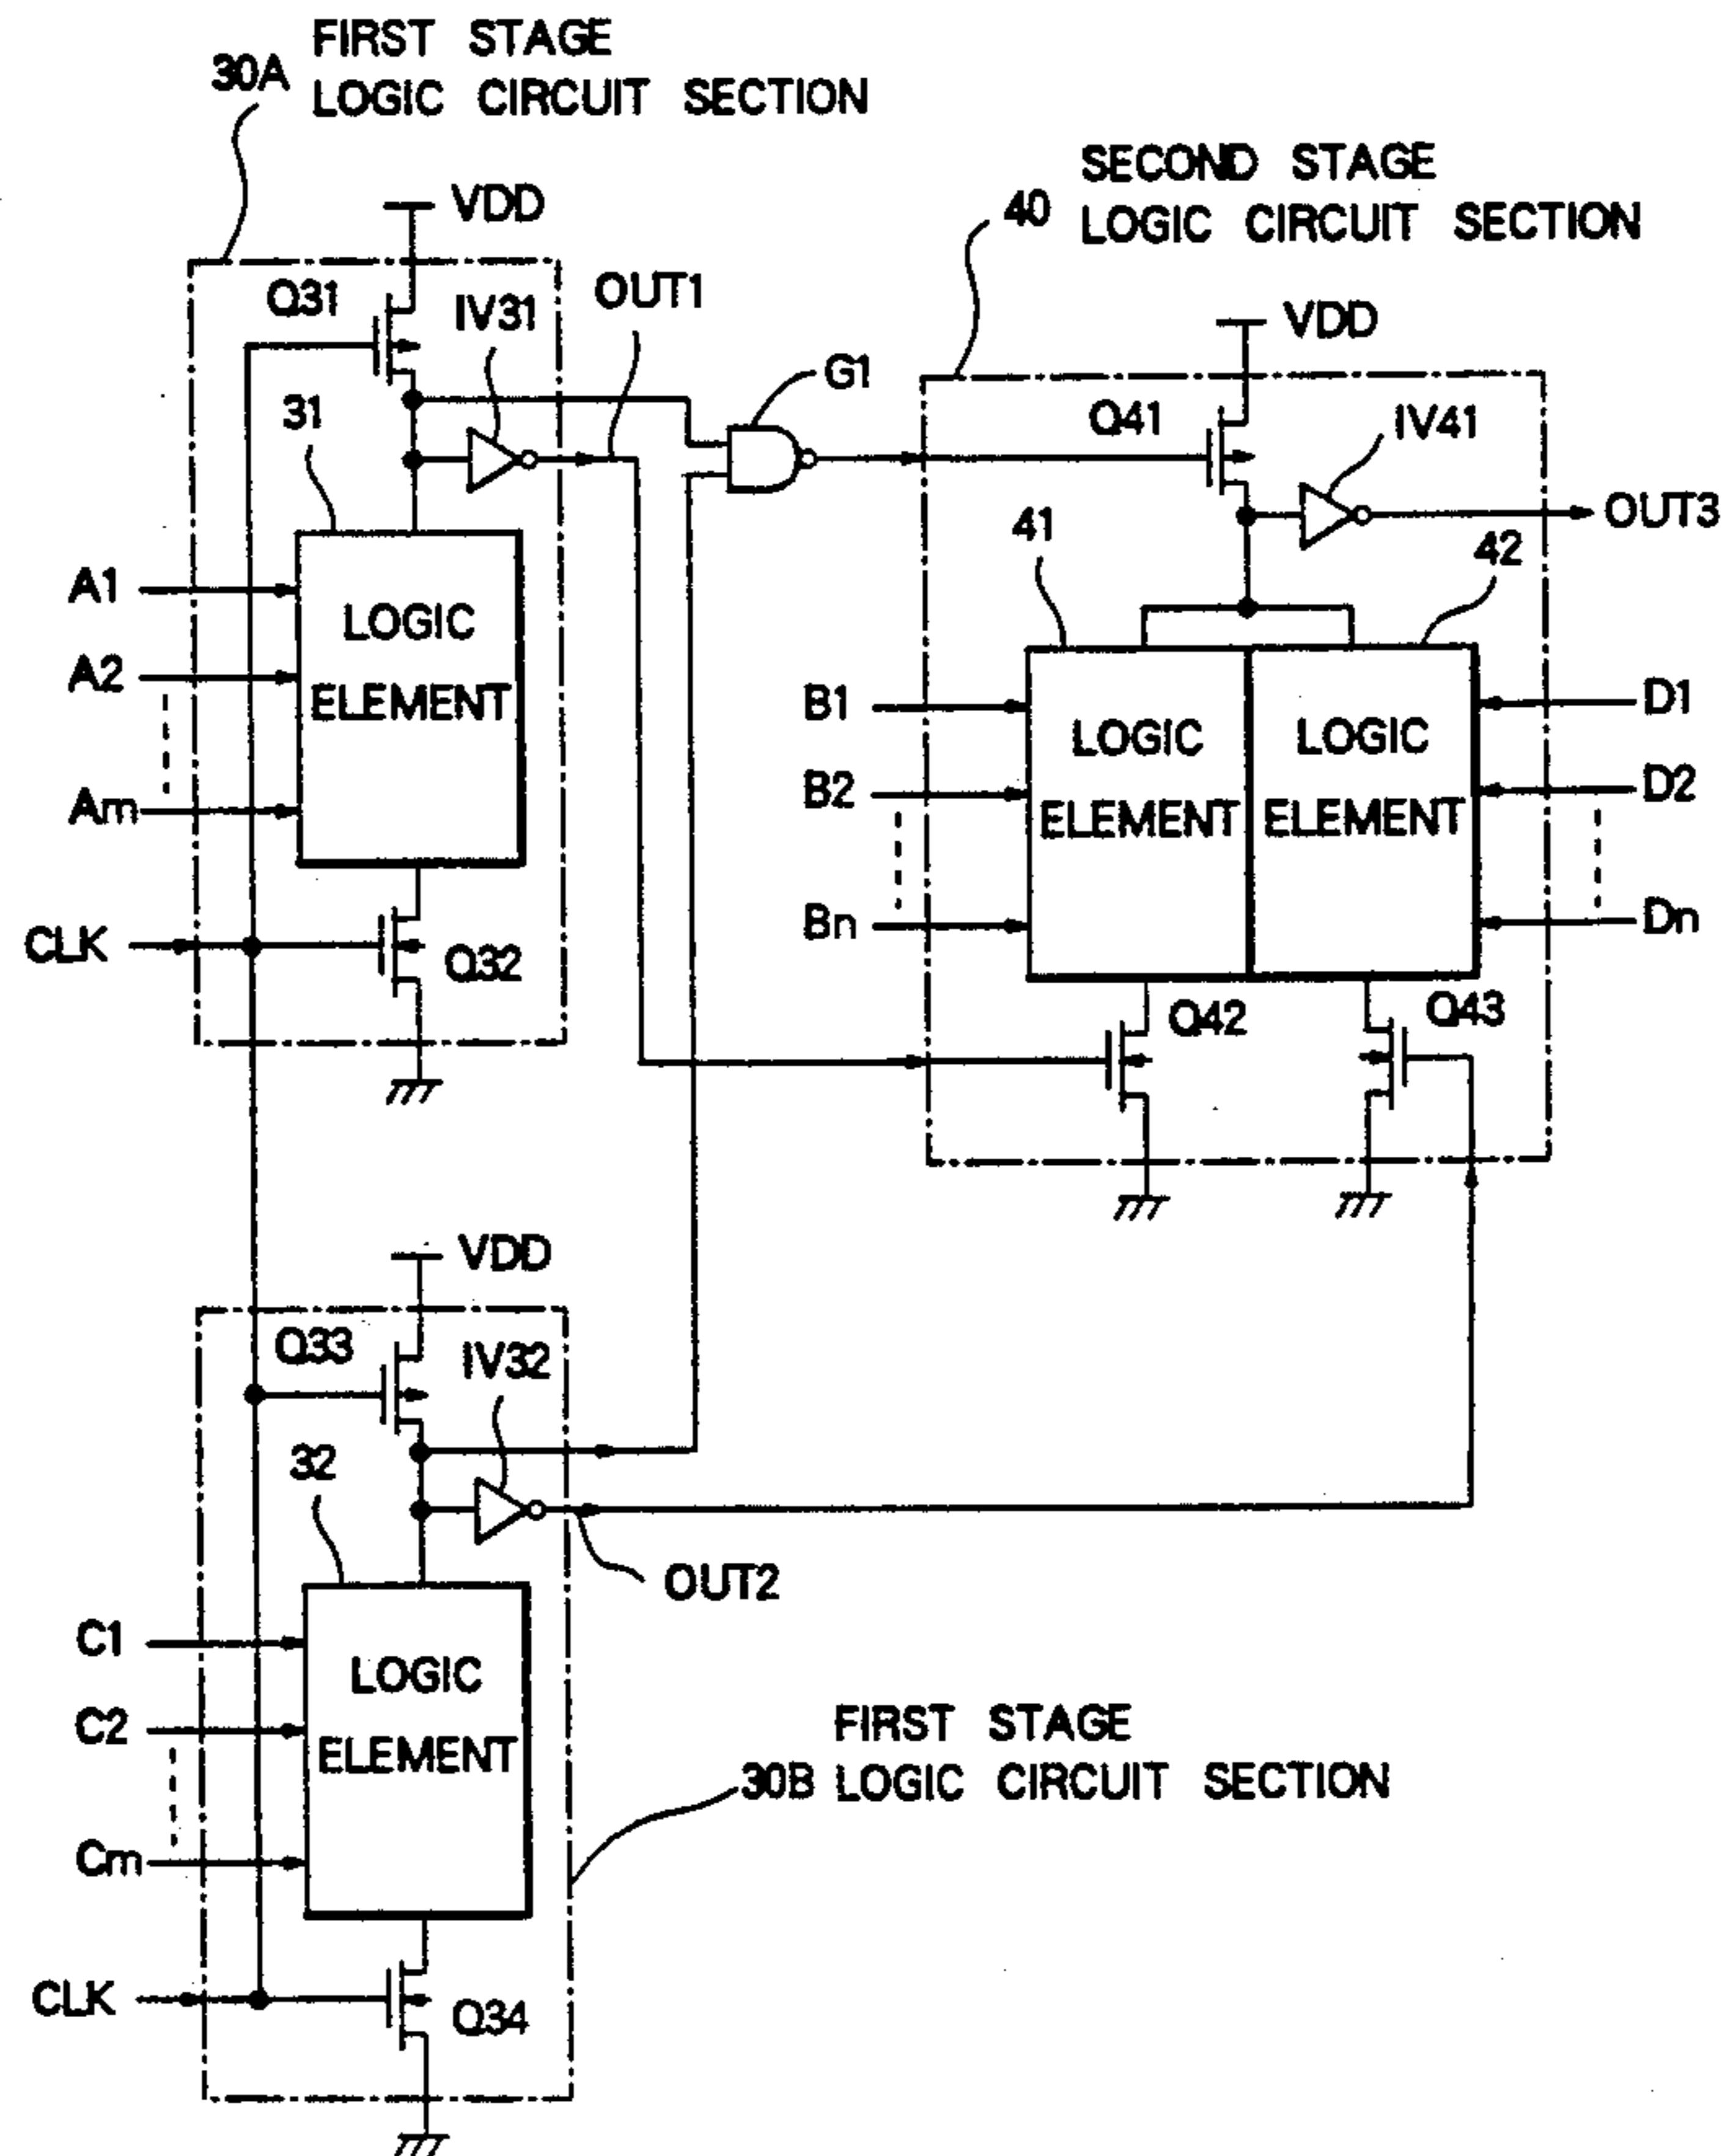 FIRST STAGE
30A LOGIC CIRCUIT SECTION
SECOND STAGE
40 LOGIC CIRCUIT SECTION
VDD
Q31
IV31
OUT1
VDD
G1
Q41
IV41
31
OUT3
41
42
A1
LOGIC
ELEMENT
A2
Am
B1
LOGIC
ELEMENT
LOGIC
ELEMENT
D1
B2
D2
Bn
Dn
CLK
Q32
Q42
Q43
VDD
Q33
IV32
32
OUT2
C1
LOGIC
ELEMENT
C2
FIRST STAGE
30B LOGIC CIRCUIT SECTION
Cm
CLK
Q34